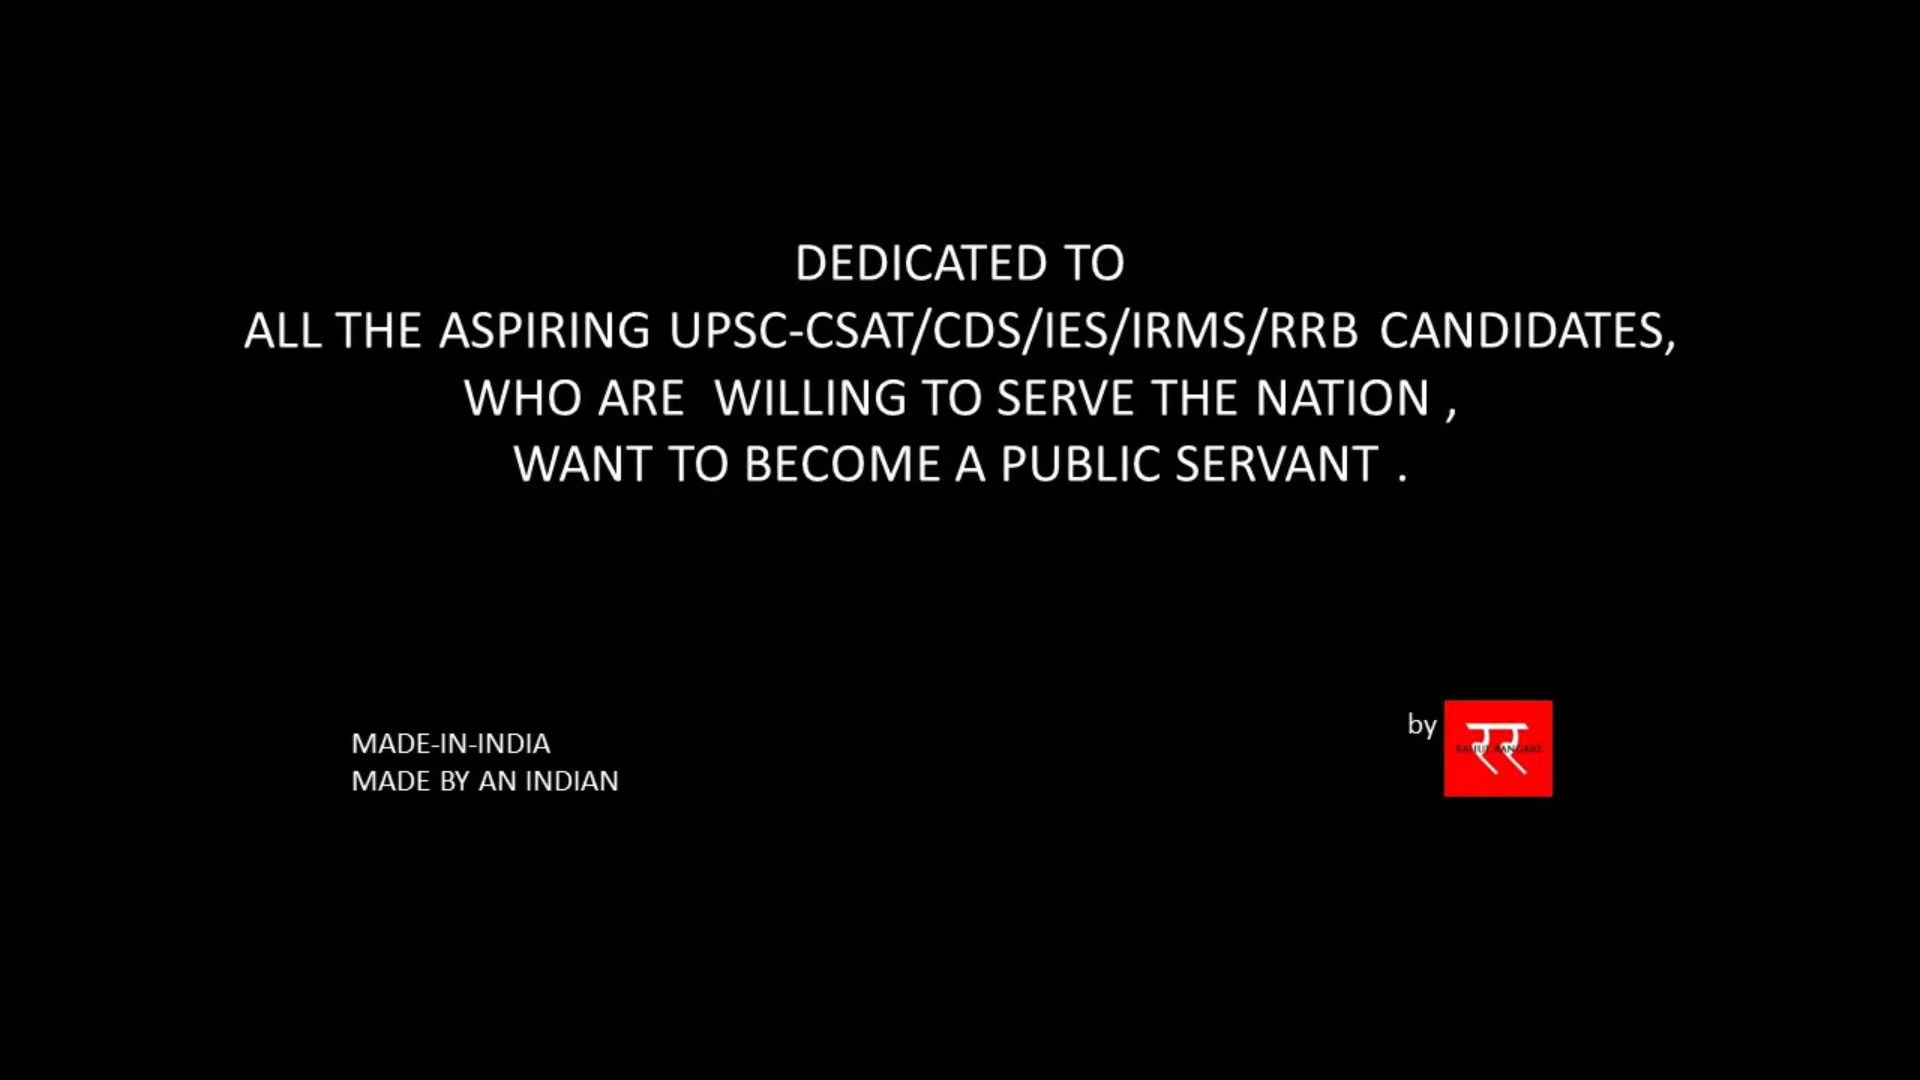 DEDICATED TO
ALL THE ASPIRING UPSC-CSAT/CDS/IES/IRMS/RRB CANDIDATES,
WHO ARE WILLING TO SERVE THE NATION ,
WANT TO BECOME A PUBLIC SERVANT .
MADE-IN-INDIA
MADE BY AN INDIAN
by
रर